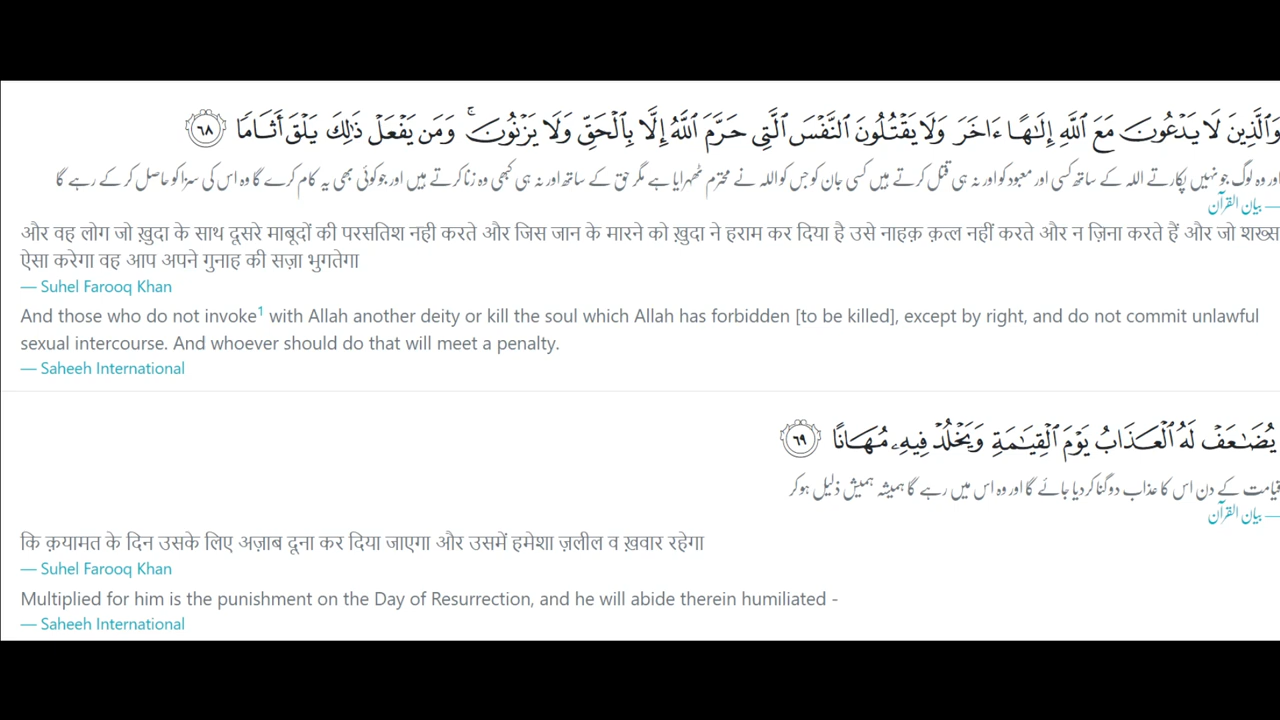 وَٱلَّذِينَ لَا يَدْعُونَ مَعَ ٱللَّهِ إِلَـٰهًا ءَاخَرَ وَلَا يَقْتُلُونَ ٱلنَّفْسَ ٱلَّتِى حَرَّمَ ٱللَّهُ إِلَّا بِٱلْحَقِّ وَلَا يَزْنُونَ ۚ وَمَن يَفْعَلْ ذَٰلِكَ يَلْقَ أَثَامًا ٦٨
اور وہ لوگ جو نہیں پکارتے اللہ کے ساتھ کسی اور معبود کو اور نہ ہی قتل کرتے ہیں کسی جان کو جس کو اللہ نے محترم ٹھہرایا ہے مگر حق کے ساتھ اور نہ ہی کبھی وہ زنا کرتے ہیں اور جو کوئی بھی یہ کام کرے گا وہ اس کی سزا کو حاصل کر کے رہے گا
— بیان القرآن
और वह लोग जो ख़ुदा के साथ दूसरे माबूदों की परसतिश नही करते और जिस जान के मारने को ख़ुदा ने हराम कर दिया है उसे नाहक़ क़त्ल नहीं करते और न ज़िना करते हैं और जो शख्स
ऐसा करेगा वह आप अपने गुनाह की सज़ा भुगतेगा
— Suhel Farooq Khan
And those who do not invoke1 with Allah another deity or kill the soul which Allah has forbidden [to be killed], except by right, and do not commit unlawful
sexual intercourse. And whoever should do that will meet a penalty.
— Saheeh International
يُضَـٰعَفْ لَهُ ٱلْعَذَابُ يَوْمَ ٱلْقِيَـٰمَةِ وَيَخْلُدْ فِيهِۦ مُهَانًا ٦٩
قیامت کے دن اس کا عذاب دوگنا کردیا جائے گا اور وہ اس میں رہے گا ہمیشہ ہمیش ذلیل ہوکر
— بیان القرآن
कि क़यामत के दिन उसके लिए अज़ाब दूना कर दिया जाएगा और उसमें हमेशा ज़लील व ख़वार रहेगा
— Suhel Farooq Khan
Multiplied for him is the punishment on the Day of Resurrection, and he will abide therein humiliated -
— Saheeh International